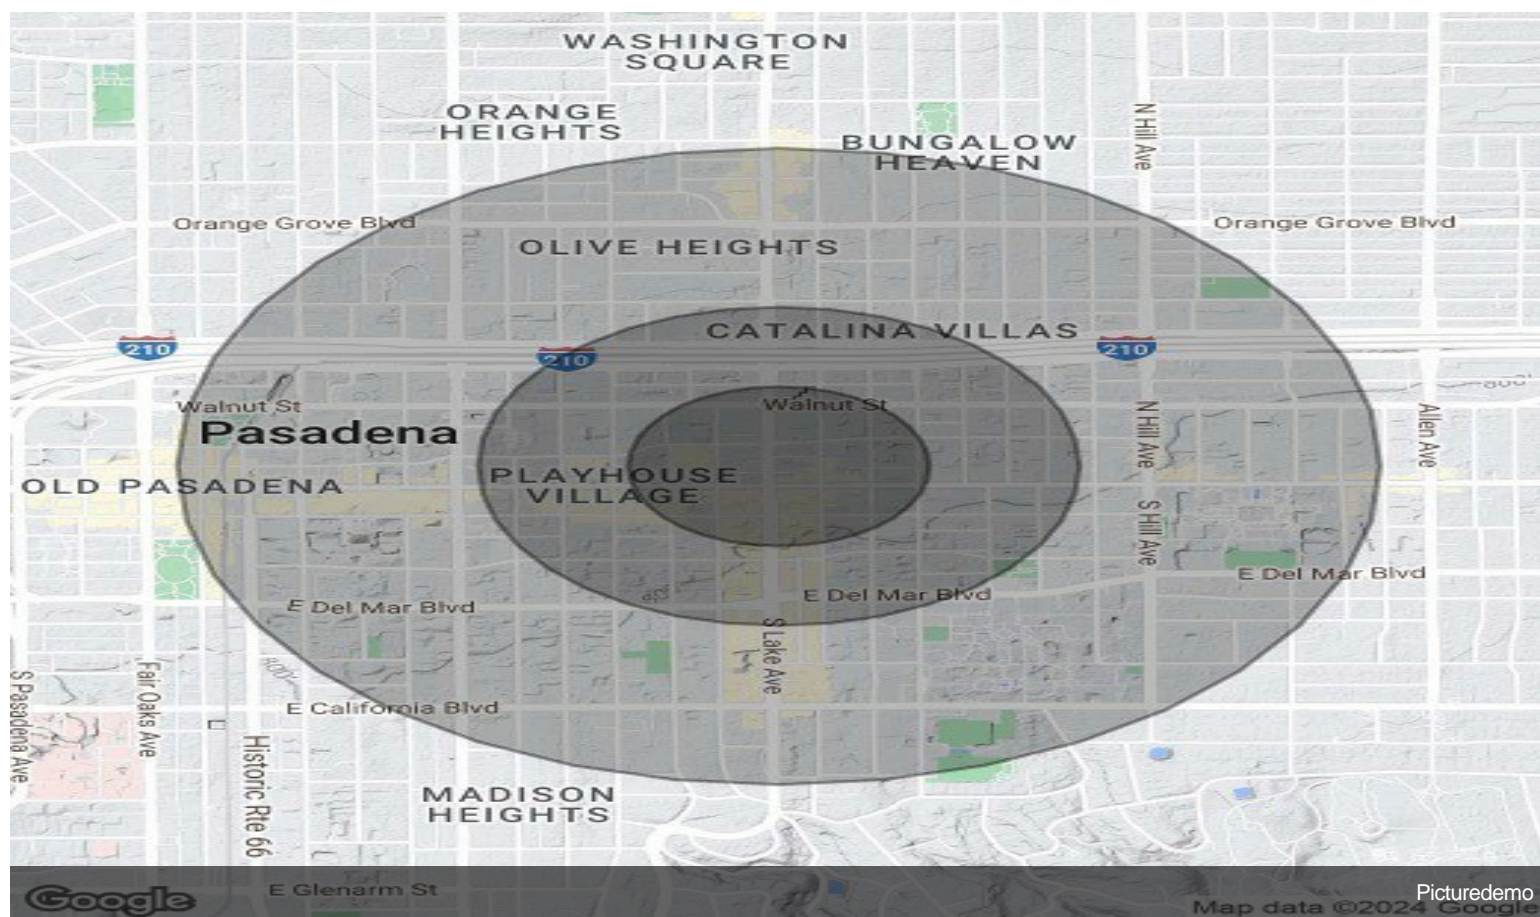 WASHINGTON
SQUARE
ORANGE
HEIGHTS
N Hill Ave
BUNGALOW
HEAVEN
Orange Grove Blvd
Orange Grove Blvd
OLIVE HEIGHTS
CATALINA VILLAS
210
210
210
Walnut St
Walnut St
Pasadena
N Hill Ave
Allen Ave
OLD PASADENA
PLAYHOUSE
VILLAGE
S Hill Ave
E Del Mar Blvd
E Del Mar Blvd
E Del Mar Blvd
S Lake Ave
800'
S Pasadena Ave
Fair Oaks Ave
E California Blvd
Historic Rte 66
MADISON
HEIGHTS
E Glenarm St
Google
Picturedemo
Map data ©2024 Google